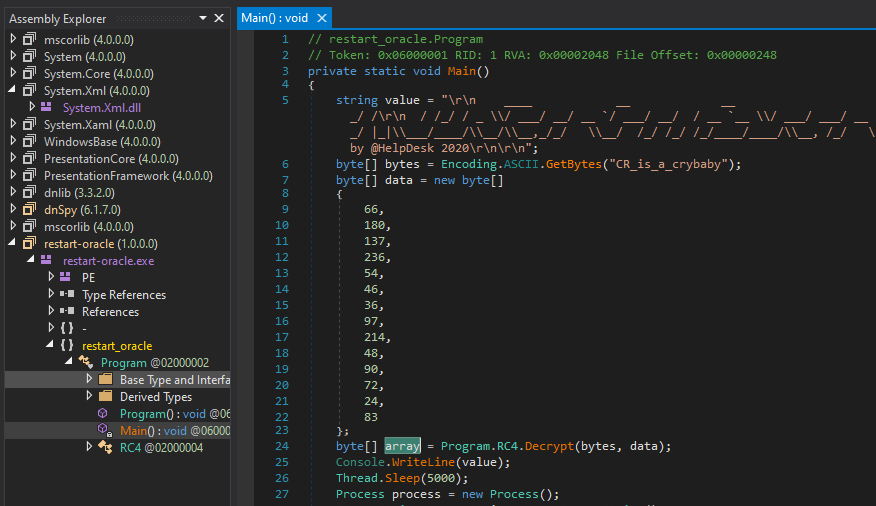 Assembly Explorer
mscorlib (4.0.0.0)
System (4.0.0.0)
System.Core (4.0.0.0)
System.Xml (4.0.0.0)
System.Xml.dll
System.Xaml (4.0.0.0)
WindowsBase (4.0.0.0)
PresentationCore (4.0.0.0)
PresentationFramework (4.0.0.0)
dnlib (3.3.2.0)
dnSpy (6.1.7.0)
mscorlib (4.0.0.0)
restart-oracle (1.0.0.0)
restart-oracle.exe
PE
Type References
References
{ } -
{ } restart_oracle
Program @02000002
Base Type and Interfa
Derived Types
Program() : void @06
Main() : void @06000
RC4 @02000004
Main() : void
1 // restart_oracle.Program
2 // Token: 0x06000001 RID: 1 RVA: 0x00002048 File Offset: 0x00000248
3 private static void Main()
4 {
5 string value = "\r\n     ____            __            __
_/ /\r\n  / /_/ / _ \\/ ___/ __/ __ `/ ___/ __/  / __ `__ \\/ ___/ ___/ __
_/ |_|\\___/____/\\__/\\__,_/_/   \\__/  /_/ /_/ /_/____/____/\\__, /_/   \
by @HelpDesk 2020\r\n\r\n";
6 byte[] bytes = Encoding.ASCII.GetBytes("CR_is_a_crybaby");
7 byte[] data = new byte[]
8 {
9 66,
10 180,
11 137,
12 236,
13 54,
14 46,
15 36,
16 97,
17 214,
18 48,
19 90,
20 72,
21 24,
22 83
23 };
24 byte[] array = Program.RC4.Decrypt(bytes, data);
25 Console.WriteLine(value);
26 Thread.Sleep(5000);
27 Process process = new Process();